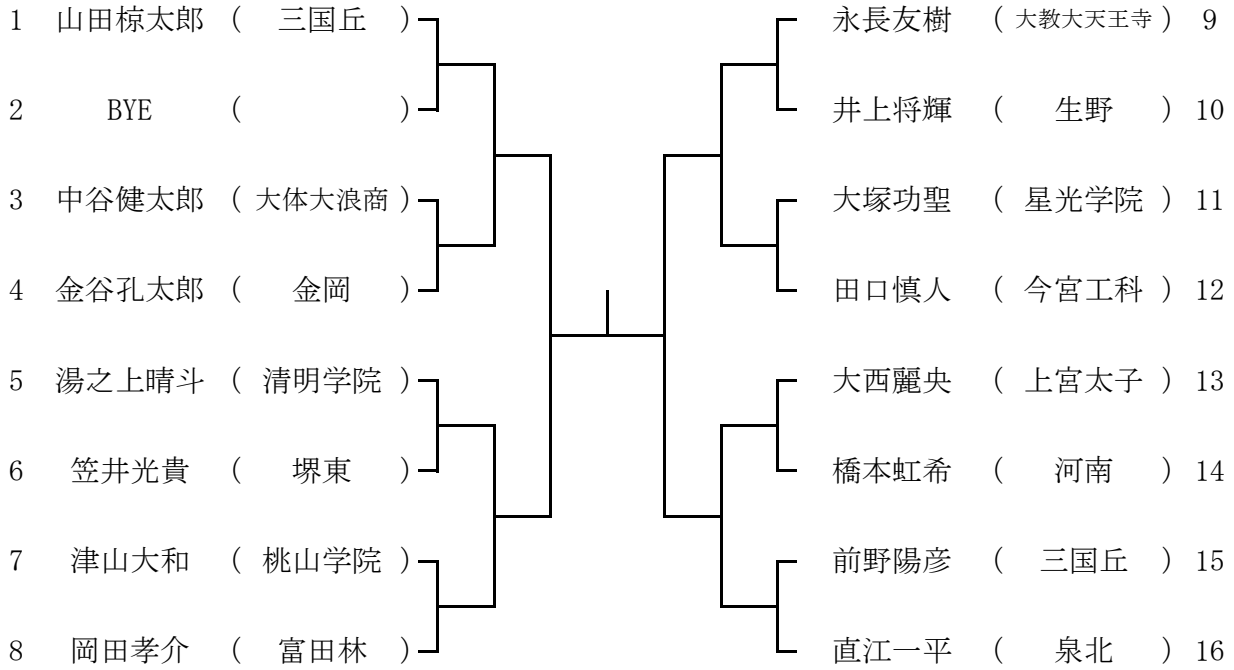 1 山田椋太郎 ( 三国丘 )
2 BYE ( )
3 中谷健太郎 ( 大体大浪商 )
4 金谷孔太郎 ( 金岡 )
5 湯之上晴斗 ( 清明学院 )
6 笠井光貴 ( 堺東 )
7 津山大和 ( 桃山学院 )
8 岡田孝介 ( 富田林 )
永長友樹 ( 大教大天王寺 ) 9
井上将輝 ( 生野 ) 10
大塚功聖 ( 星光学院 ) 11
田口慎人 ( 今宮工科 ) 12
大西麗央 ( 上宮太子 ) 13
橋本虹希 ( 河南 ) 14
前野陽彦 ( 三国丘 ) 15
直江一平 ( 泉北 ) 16